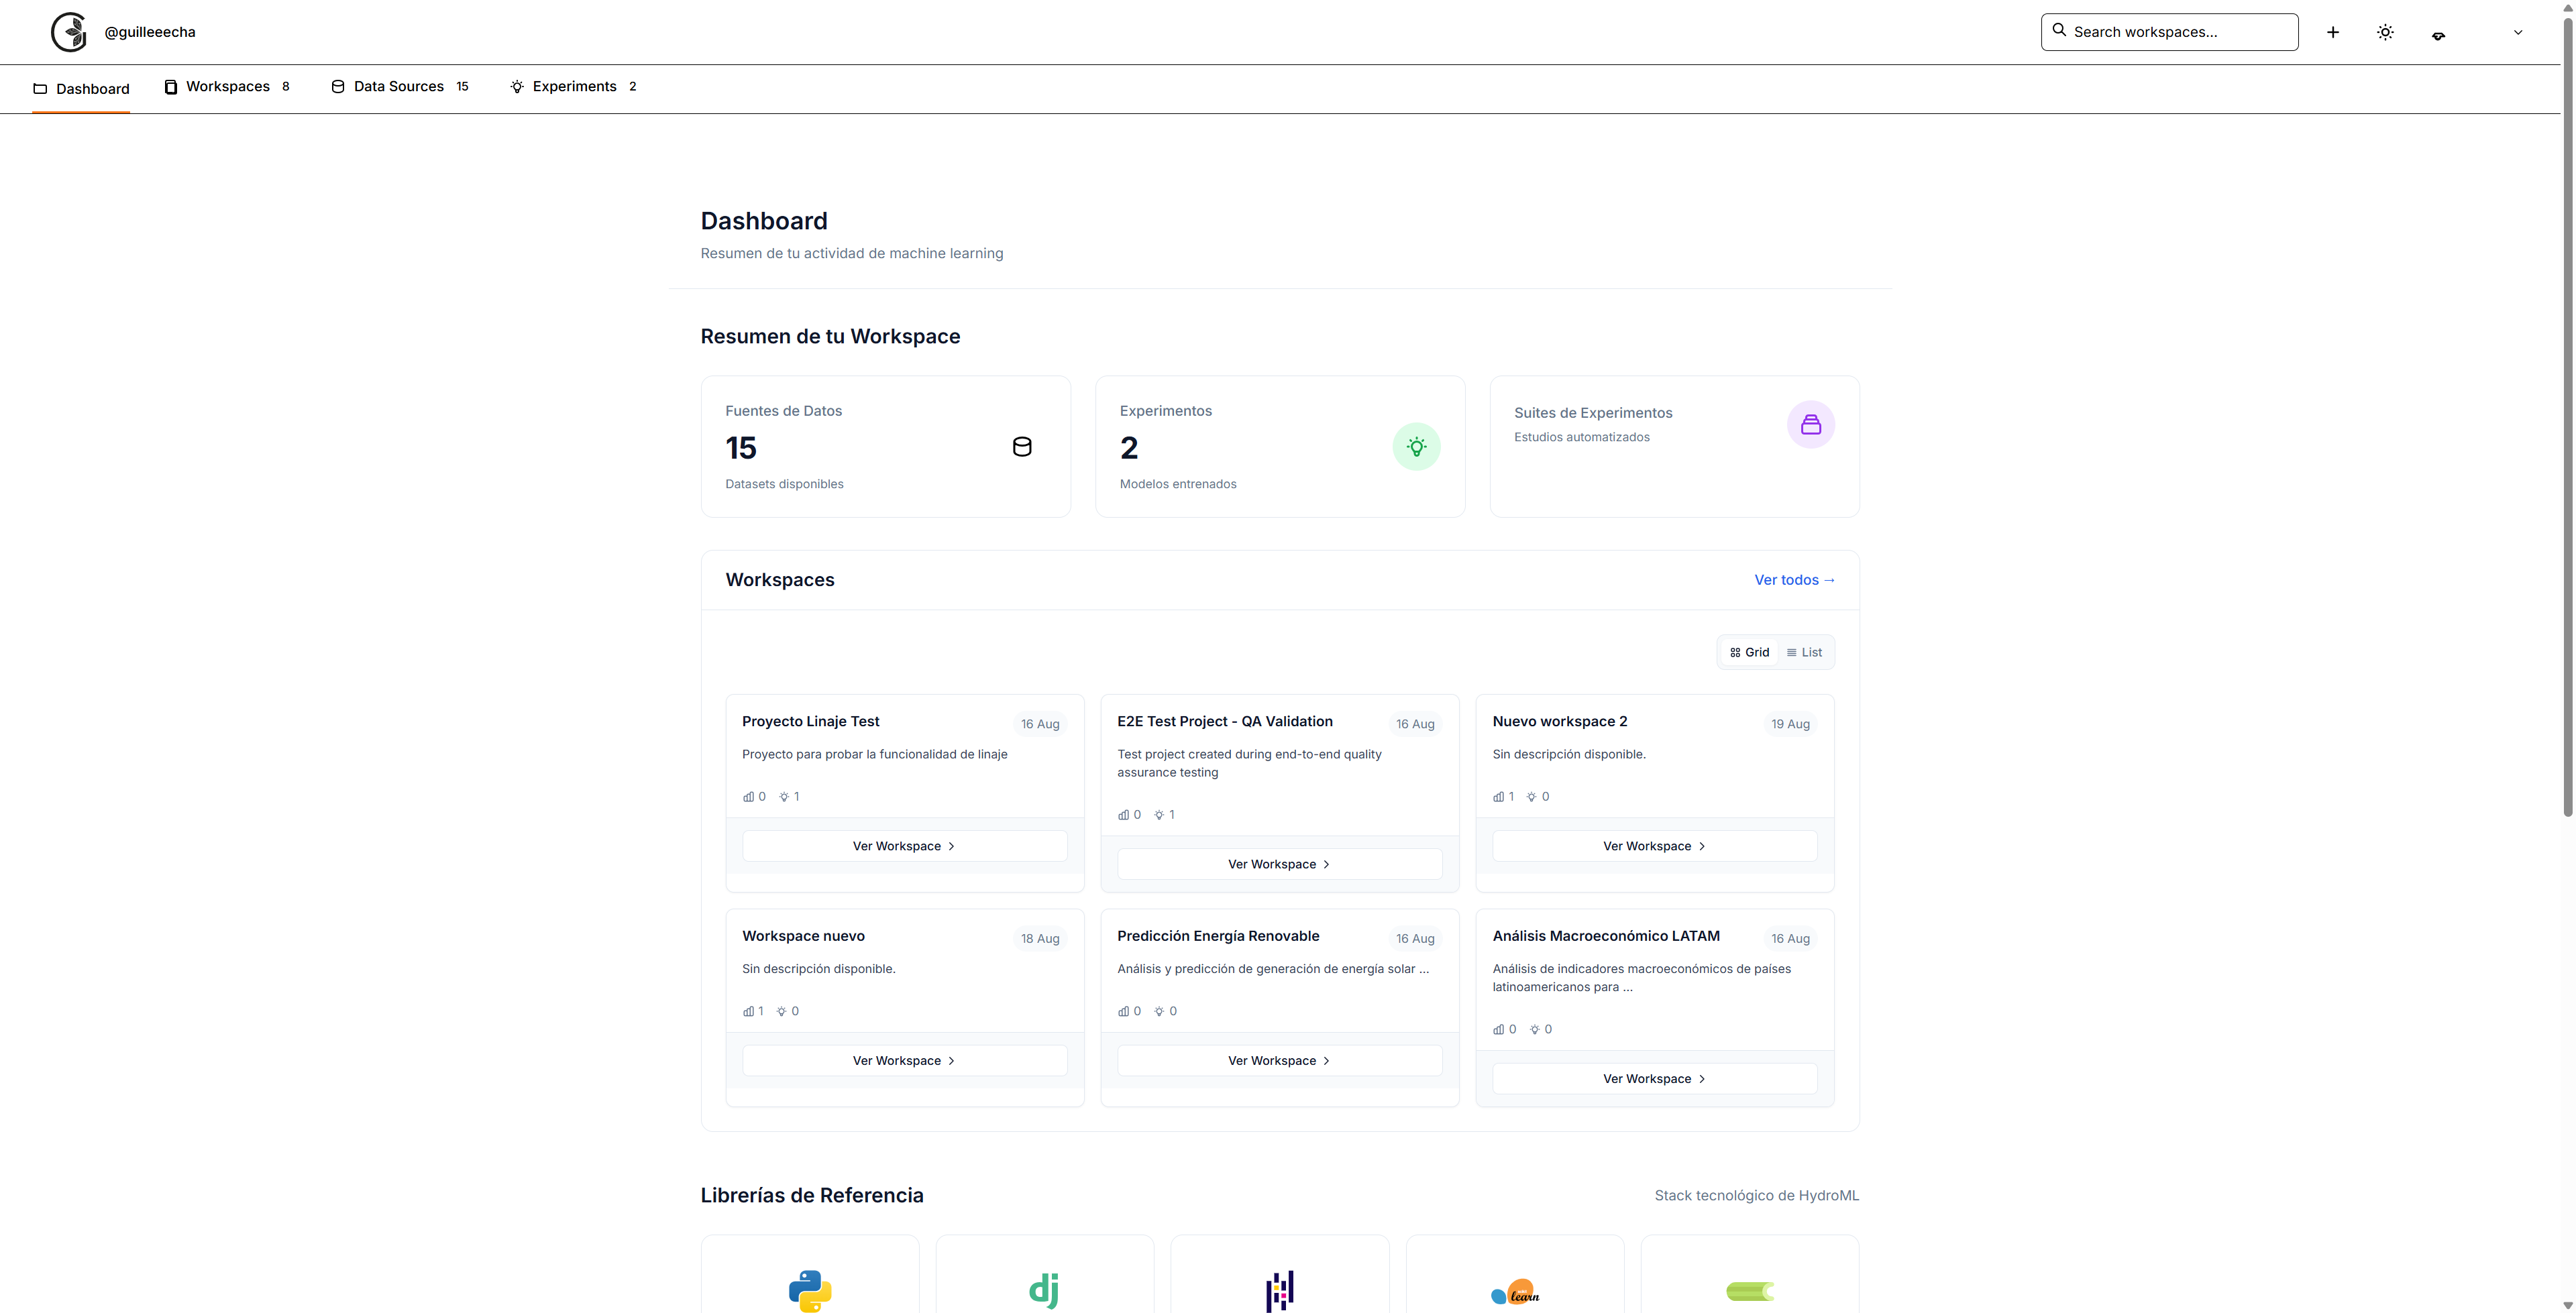 @guilleeecha
Search workspaces...
Dashboard
Workspaces 8
Data Sources 15
Experiments 2
Dashboard
Resumen de tu actividad de machine learning
Resumen de tu Workspace
Fuentes de Datos
15
Datasets disponibles
Experimentos
2
Modelos entrenados
Suites de Experimentos
Estudios automatizados
Workspaces
Ver todos →
Grid
List
Proyecto Linaje Test
16 Aug
Proyecto para probar la funcionalidad de linaje
0 1
Ver Workspace
E2E Test Project - QA Validation
16 Aug
Test project created during end-to-end quality
assurance testing
0 1
Ver Workspace
Nuevo workspace 2
19 Aug
Sin descripción disponible.
1 0
Ver Workspace
Workspace nuevo
18 Aug
Sin descripción disponible.
1 0
Ver Workspace
Predicción Energía Renovable
16 Aug
Análisis y predicción de generación de energía solar ...
0 0
Ver Workspace
Análisis Macroeconómico LATAM
16 Aug
Análisis de indicadores macroeconómicos de países
latinoamericanos para ...
0 0
Ver Workspace
Librerías de Referencia
Stack tecnológico de HydroML
dj
learn